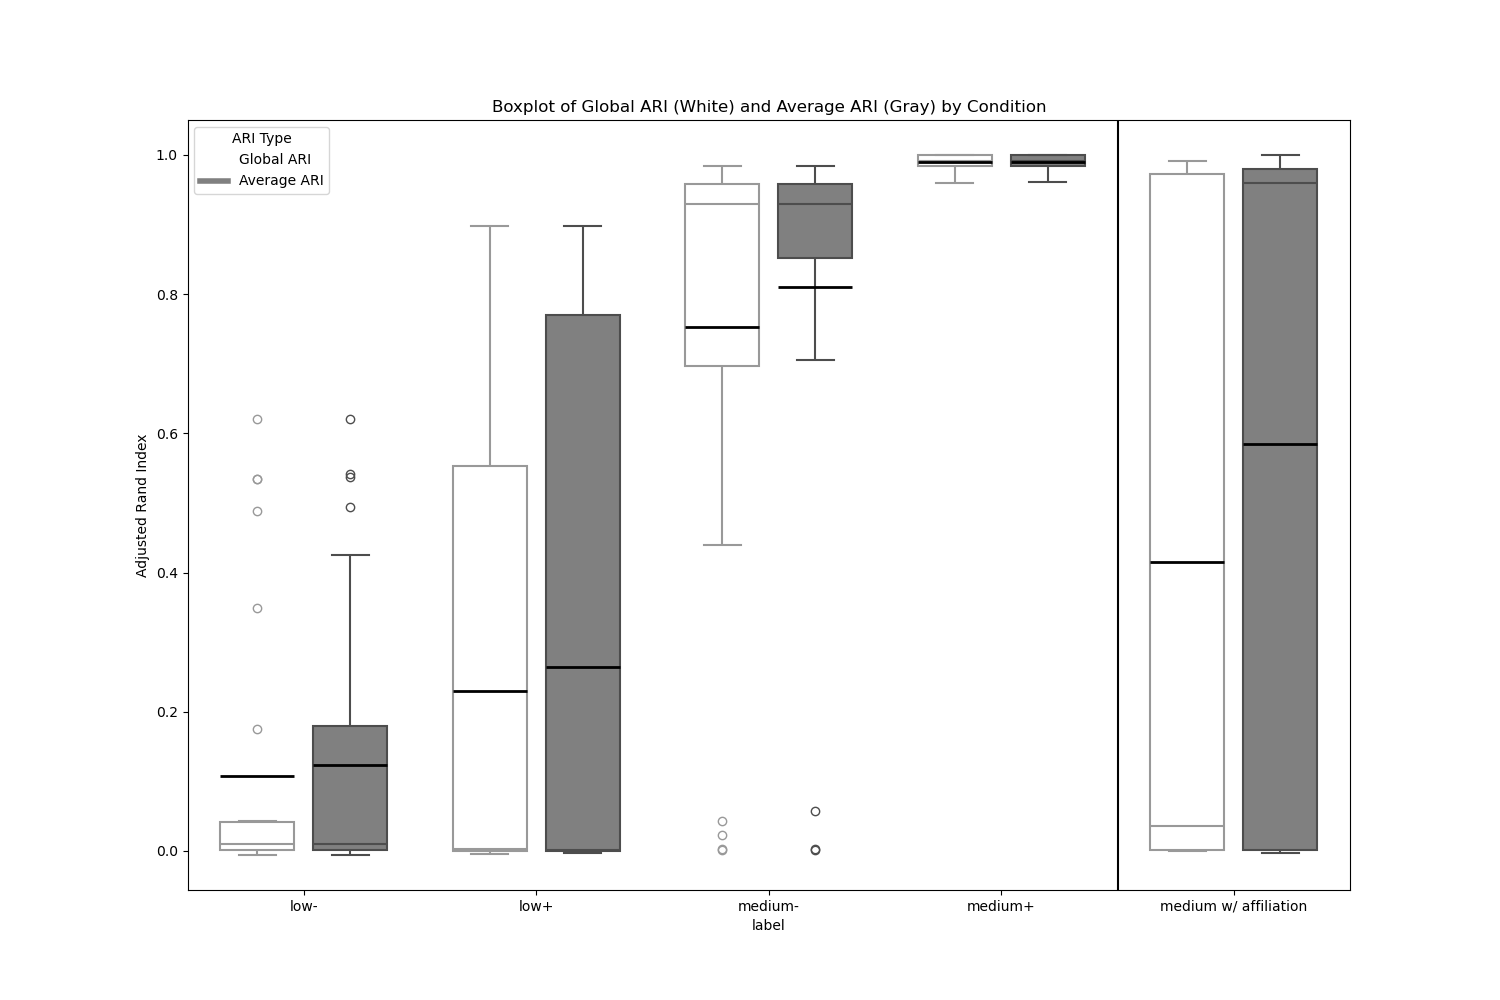 Boxplot of Global ARI (White) and Average ARI (Gray) by Condition
ARI Type
Global ARI
Average ARI
1.0
0.8
0.6
0.4
0.2
0.0
Adjusted Rand Index
low-
low+
medium-
medium+
medium w/ affiliation
label